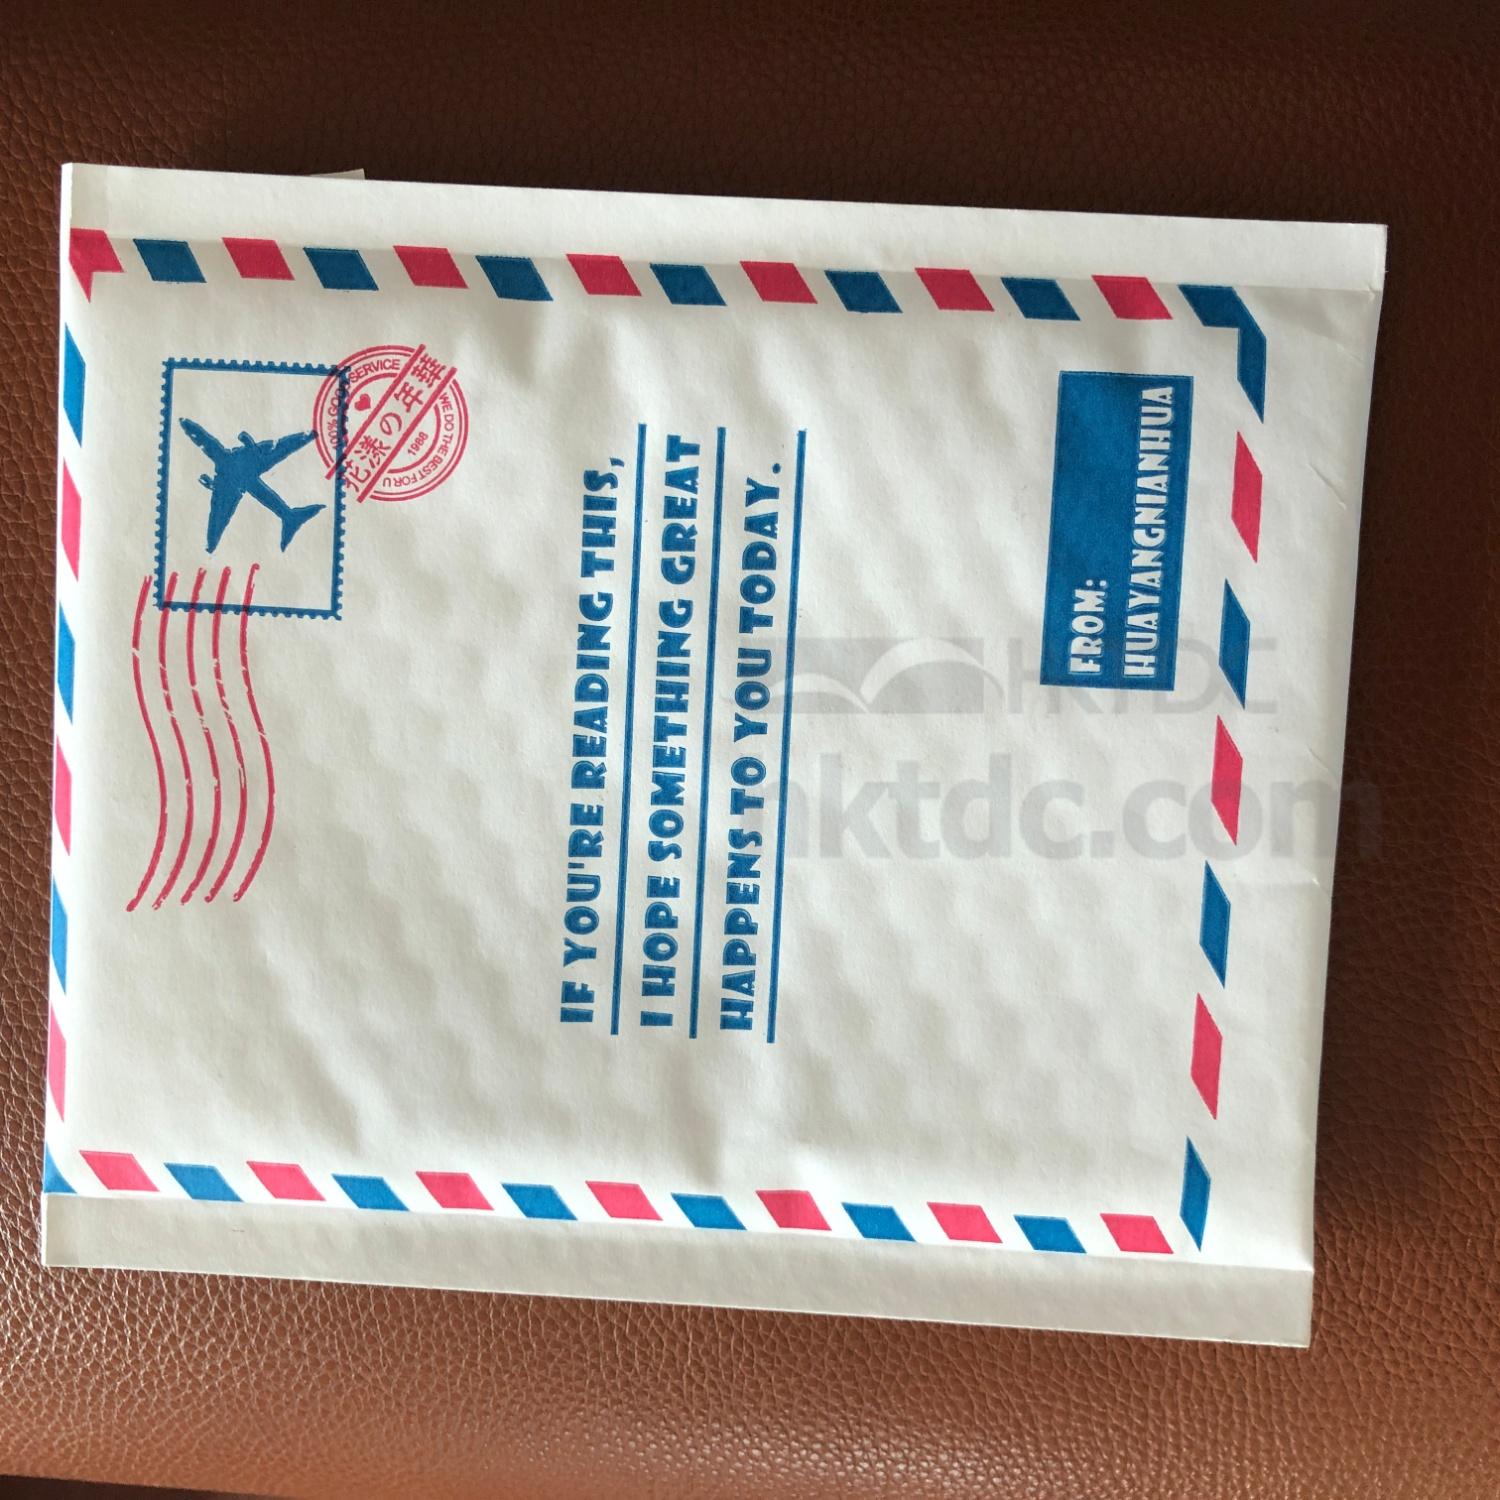 100% GOOD SERVICE
花漾の年華
1988
WE DO THE BEST FOR U
IF YOU'RE READING THIS,
I HOPE SOMETHING GREAT
HAPPENS TO YOU TODAY.
FROM:
HUAYANGNIANHUA
HKTDC
hktdc.com